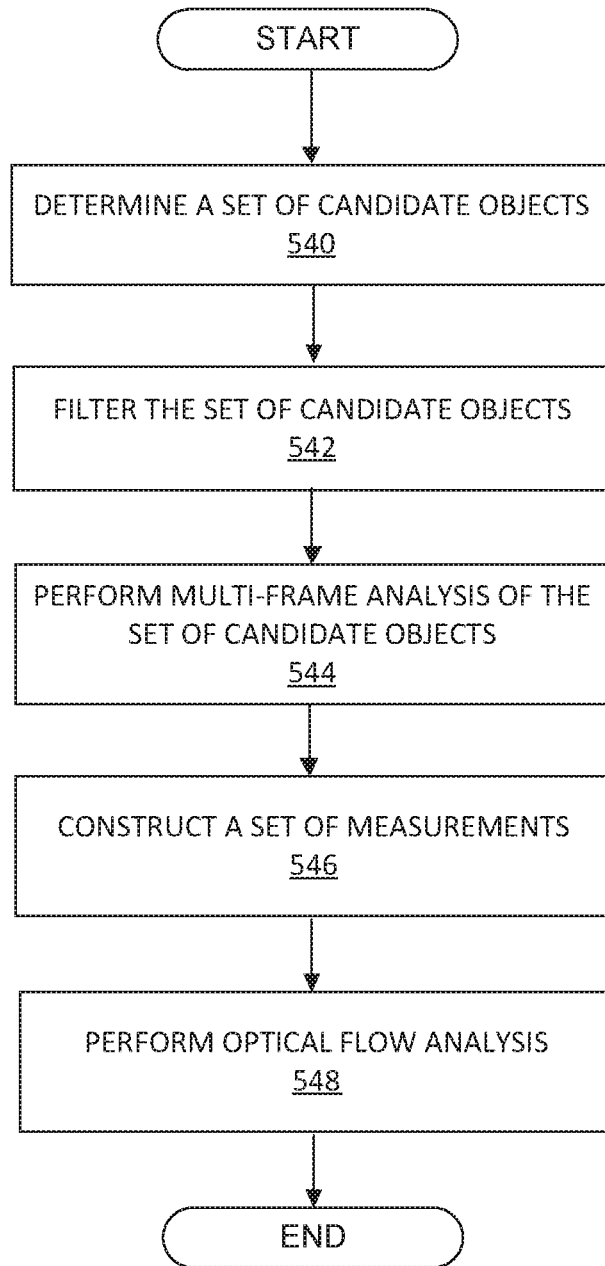 START
DETERMINE A SET OF CANDIDATE OBJECTS
540
FILTER THE SET OF CANDIDATE OBJECTS
542
PERFORM MULTI-FRAME ANALYSIS OF THE
SET OF CANDIDATE OBJECTS
544
CONSTRUCT A SET OF MEASUREMENTS
546
PERFORM OPTICAL FLOW ANALYSIS
548
END